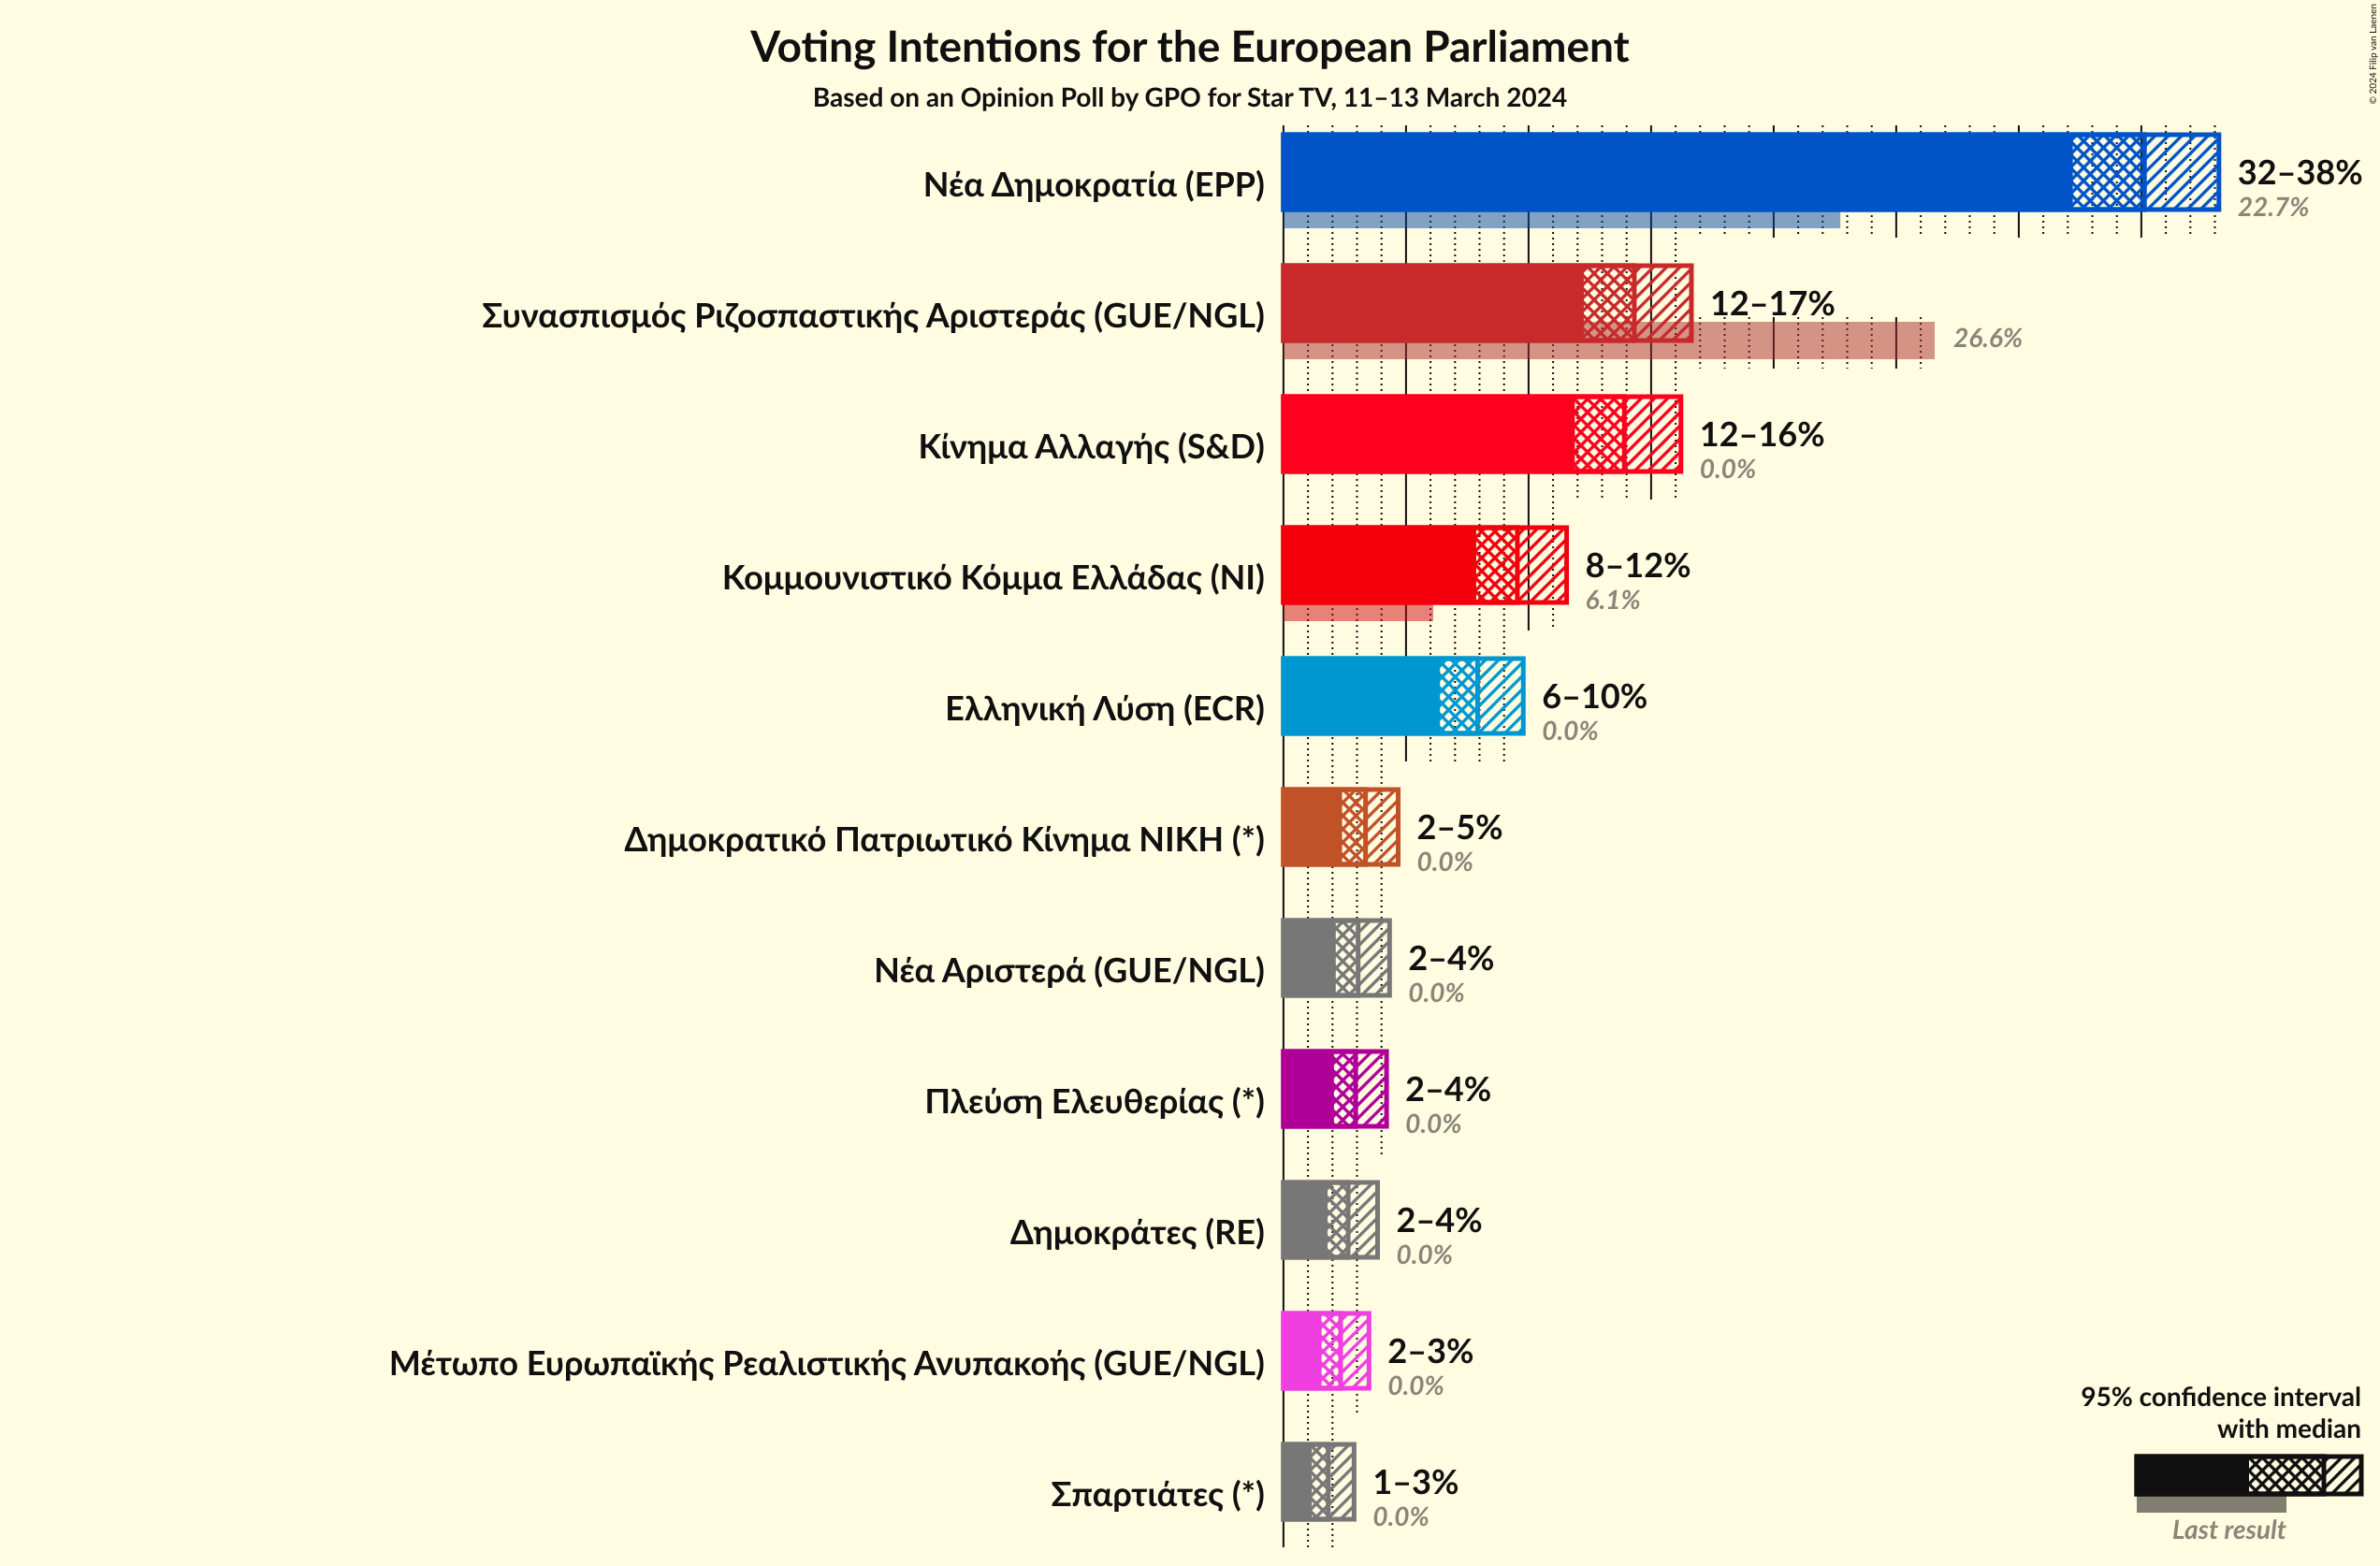 Voting Intentions for the European Parliament
Based on an Opinion Poll by GPO for Star TV, 11–13 March 2024
© 2024 Filip van Laenen
Νέα Δημοκρατία (EPP)
32–38%
22.7%
Συνασπισμός Ριζοσπαστικής Αριστεράς (GUE/NGL)
12–17%
26.6%
Κίνημα Αλλαγής (S&D)
12–16%
0.0%
Κομμουνιστικό Κόμμα Ελλάδας (NI)
8–12%
6.1%
Ελληνική Λύση (ECR)
6–10%
0.0%
Δημοκρατικό Πατριωτικό Κίνημα ΝΙΚΗ (*)
2–5%
0.0%
Νέα Αριστερά (GUE/NGL)
2–4%
0.0%
Πλεύση Ελευθερίας (*)
2–4%
0.0%
Δημοκράτες (RE)
2–4%
0.0%
Μέτωπο Ευρωπαϊκής Ρεαλιστικής Ανυπακοής (GUE/NGL)
2–3%
0.0%
Σπαρτιάτες (*)
1–3%
0.0%
95% confidence interval
with median
Last result